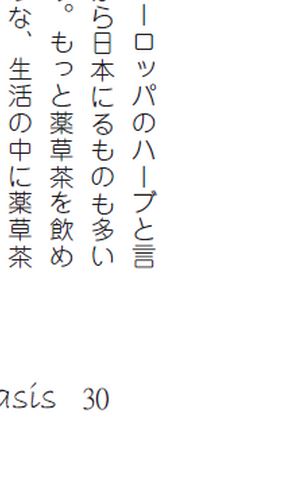 ーロッパのハーブと言
ら日本にるものも多い
。もっと薬草茶を飲め
な、生活の中に薬草茶
asis 30